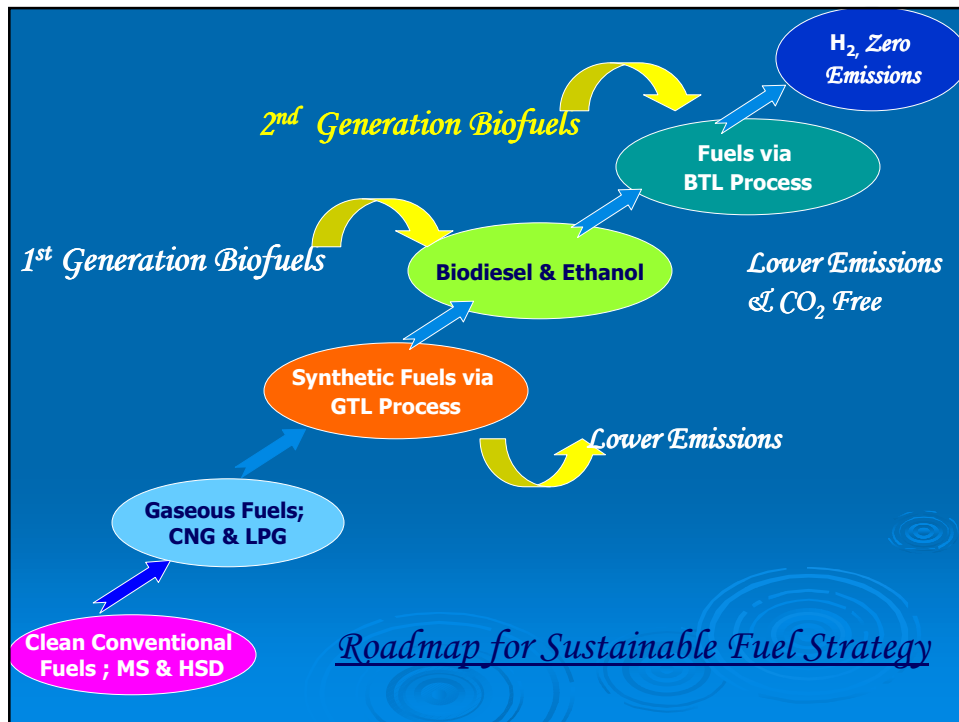 H₂, Zero
Emissions
2nd Generation Biofuels
Fuels via
BTL Process
1st Generation Biofuels
Biodiesel & Ethanol
Lower Emissions
& CO₂ Free
Synthetic Fuels via
GTL Process
Lower Emissions
Gaseous Fuels;
CNG & LPG
Clean Conventional
Fuels ; MS & HSD
Roadmap for Sustainable Fuel Strategy